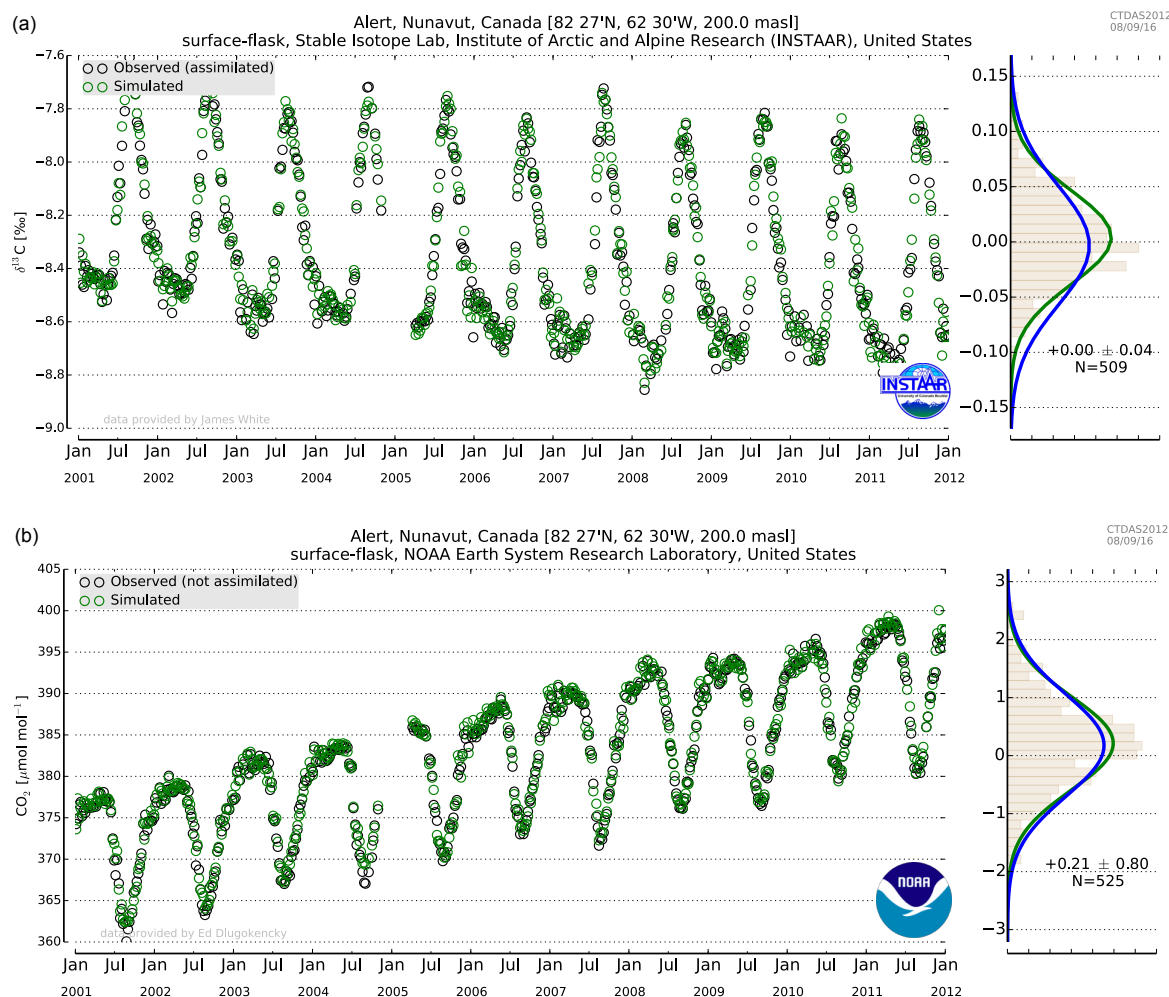 (a)
Alert, Nunavut, Canada [82 27'N, 62 30'W, 200.0 masl]
surface-flask, Stable Isotope Lab, Institute of Arctic and Alpine Research (INSTAAR), United States
CTDAS2012
08/09/16
Observed (assimilated)
Simulated
−7.6
−7.8
−8.0
−8.2
−8.4
−8.6
−8.8
−9.0
δ¹³C [‰]
data provided by James White
INSTAAR
University of Colorado Boulder
Jan Jul Jan Jul Jan Jul Jan Jul Jan Jul Jan Jul Jan Jul Jan Jul Jan Jul Jan Jul Jan Jul Jan
2001 2002 2003 2004 2005 2006 2007 2008 2009 2010 2011 2012
0.15
0.10
0.05
0.00
−0.05
−0.10
−0.15
+0.00 ± 0.04
N=509
(b)
Alert, Nunavut, Canada [82 27'N, 62 30'W, 200.0 masl]
surface-flask, NOAA Earth System Research Laboratory, United States
CTDAS2012
08/09/16
Observed (not assimilated)
Simulated
405
400
395
390
385
380
375
370
365
360
CO₂ [μmol mol⁻¹]
data provided by Ed Dlugokencky
NOAA
Jan Jul Jan Jul Jan Jul Jan Jul Jan Jul Jan Jul Jan Jul Jan Jul Jan Jul Jan Jul Jan Jul Jan
2001 2002 2003 2004 2005 2006 2007 2008 2009 2010 2011 2012
3
2
1
0
−1
−2
−3
+0.21 ± 0.80
N=525